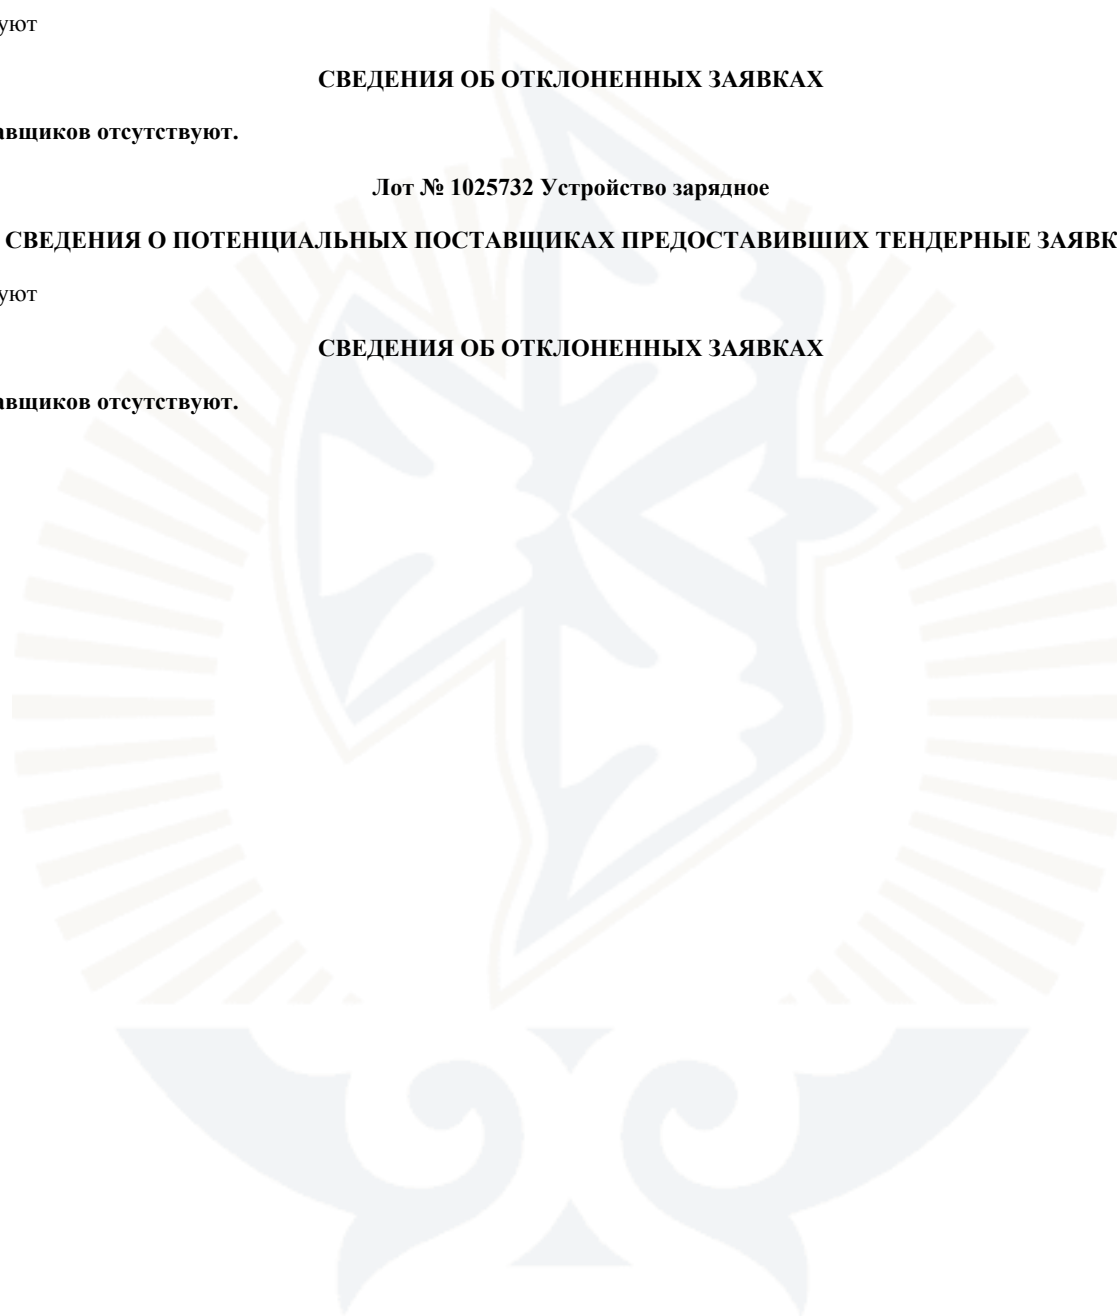 уют
СВЕДЕНИЯ ОБ ОТКЛОНЕННЫХ ЗАЯВКАХ
авщиков отсутствуют.
Лот № 1025732 Устройство зарядное
СВЕДЕНИЯ О ПОТЕНЦИАЛЬНЫХ ПОСТАВЩИКАХ ПРЕДОСТАВИВШИХ ТЕНДЕРНЫЕ ЗАЯВК
уют
СВЕДЕНИЯ ОБ ОТКЛОНЕННЫХ ЗАЯВКАХ
авщиков отсутствуют.